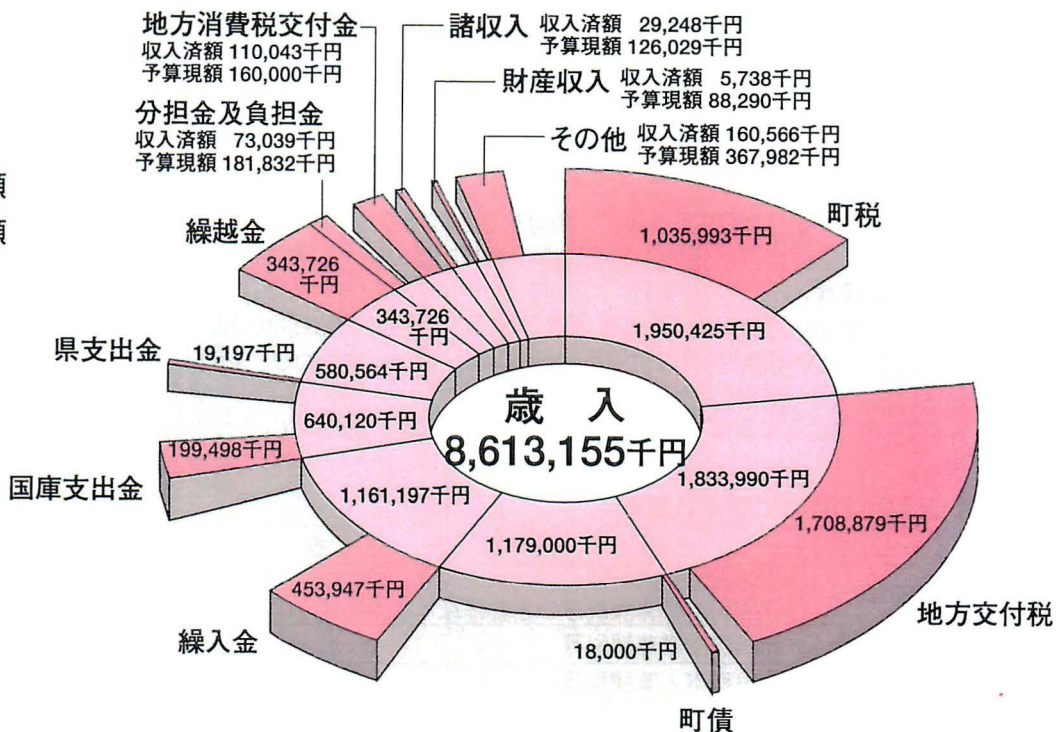 地方消費税交付金
収入済額 110,043千円
予算現額 160,000千円
諸収入 収入済額 29,248千円
予算現額 126,029千円
財産収入 収入済額 5,738千円
予算現額 88,290千円
分担金及負担金
収入済額 73,039千円
予算現額 181,832千円
その他 収入済額 160,566千円
予算現額 367,982千円
額
額
繰越金
343,726
千円
343,726
千円
町税
1,035,993千円
1,950,425千円
県支出金
19,197千円
580,564千円
640,120千円
歳 入
8,613,155千円
国庫支出金
199,498千円
1,161,197千円
1,833,990千円
1,708,879千円
地方交付税
1,179,000千円
繰入金
453,947千円
18,000千円
町債